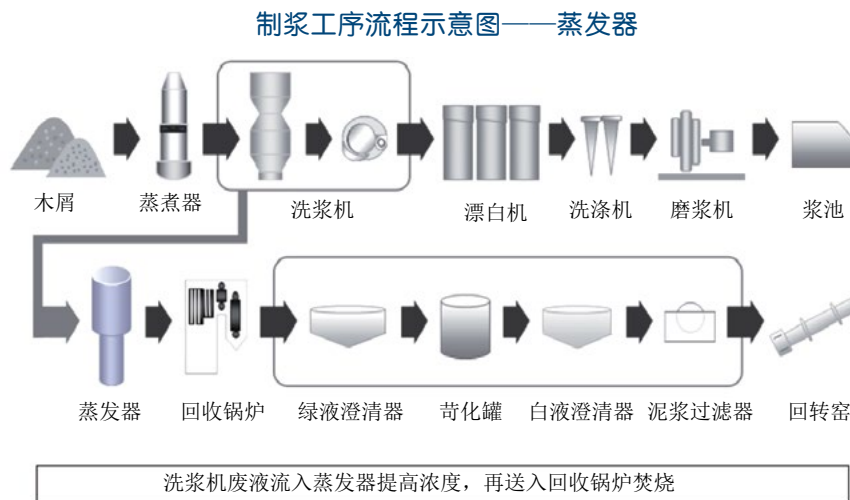 制浆工序流程示意图——蒸发器
木屑
蒸煮器
洗浆机
漂白机
洗涤机
磨浆机
浆池
蒸发器
回收锅炉
绿液澄清器
苛化罐
白液澄清器
泥浆过滤器
回转窑
洗浆机废液流入蒸发器提高浓度，再送入回收锅炉焚烧